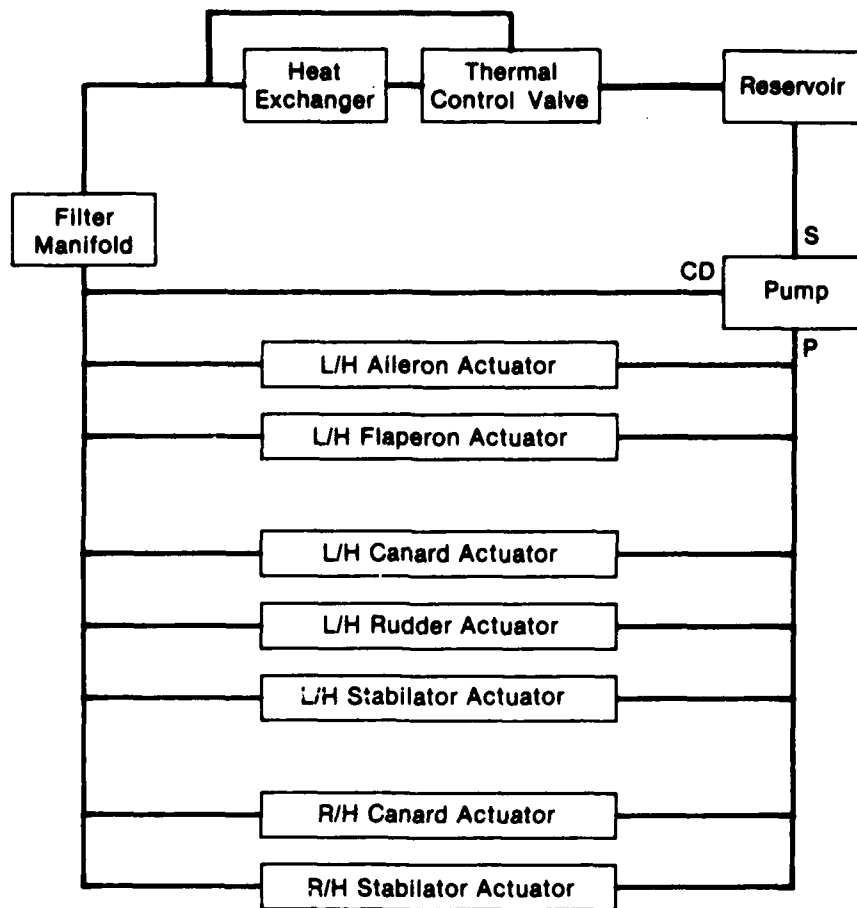 Heat
Exchanger
Thermal
Control Valve
Reservoir
Filter
Manifold
S
CD
Pump
P
L/H Aileron Actuator
L/H Flaperon Actuator
L/H Canard Actuator
L/H Rudder Actuator
L/H Stabilator Actuator
R/H Canard Actuator
R/H Stabilator Actuator